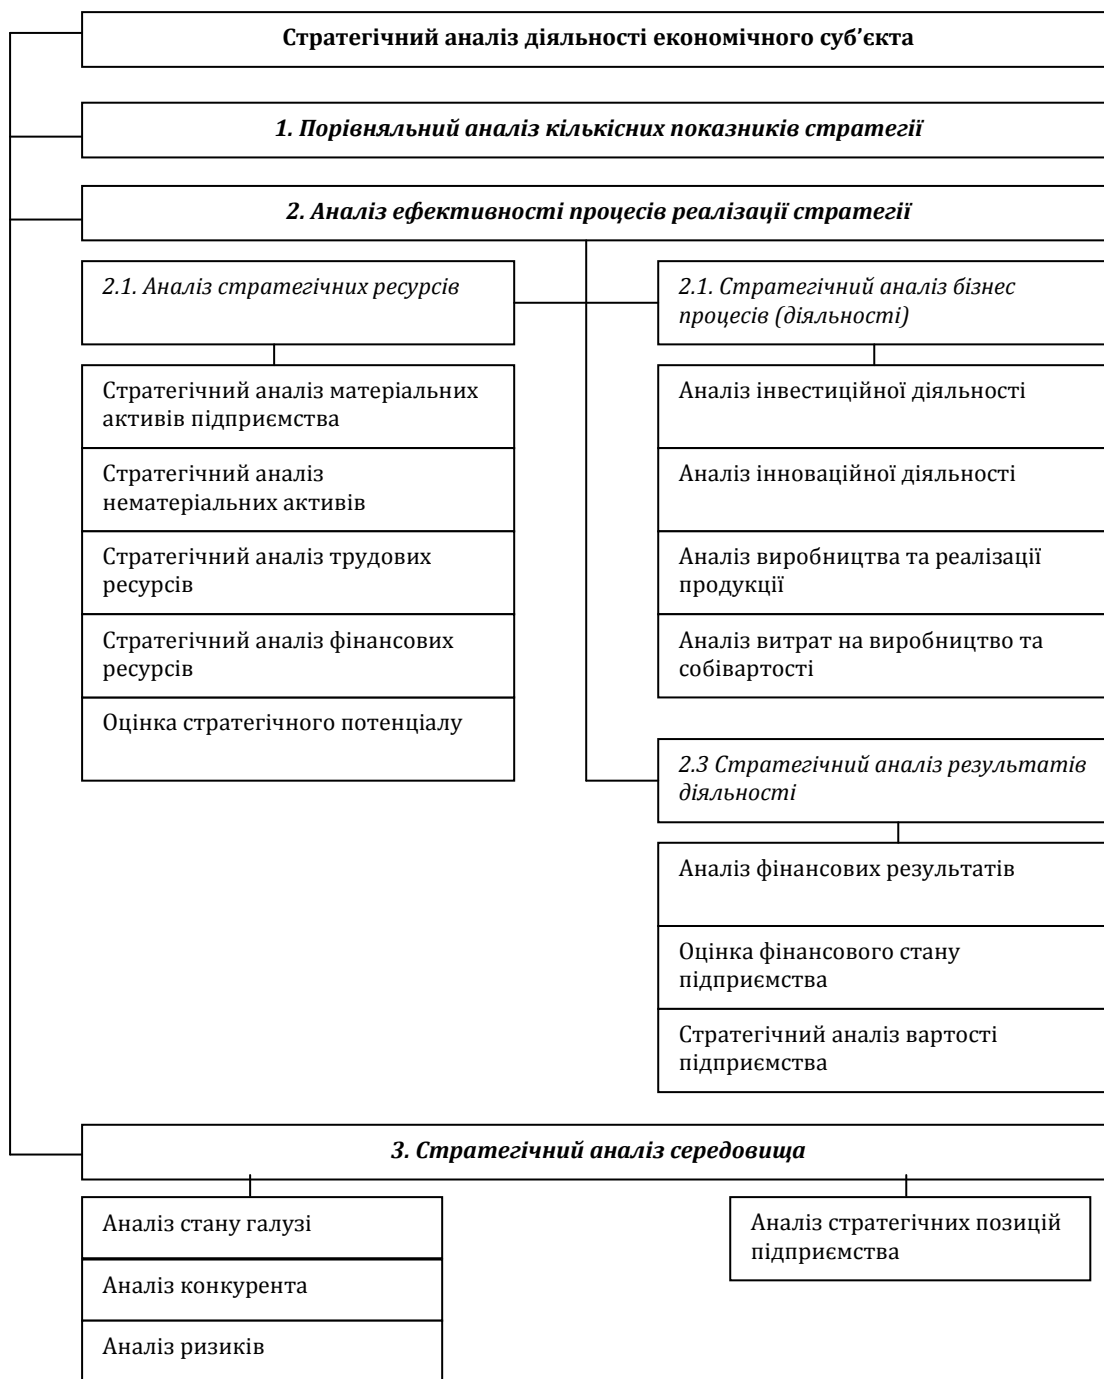 Стратегічний аналіз діяльності економічного суб’єкта
1. Порівняльний аналіз кількісних показників стратегії
2. Аналіз ефективності процесів реалізації стратегії
2.1. Аналіз стратегічних ресурсів
Стратегічний аналіз матеріальних
активів підприємства
Стратегічний аналіз
нематеріальних активів
Стратегічний аналіз трудових
ресурсів
Стратегічний аналіз фінансових
ресурсів
Оцінка стратегічного потенціалу
2.1. Стратегічний аналіз бізнес
процесів (діяльності)
Аналіз інвестиційної діяльності
Аналіз інноваційної діяльності
Аналіз виробництва та реалізації
продукції
Аналіз витрат на виробництво та
собівартості
2.3 Стратегічний аналіз результатів
діяльності
Аналіз фінансових результатів
Оцінка фінансового стану
підприємства
Стратегічний аналіз вартості
підприємства
3. Стратегічний аналіз середовища
Аналіз стану галузі
Аналіз конкурента
Аналіз ризиків
Аналіз стратегічних позицій
підприємства